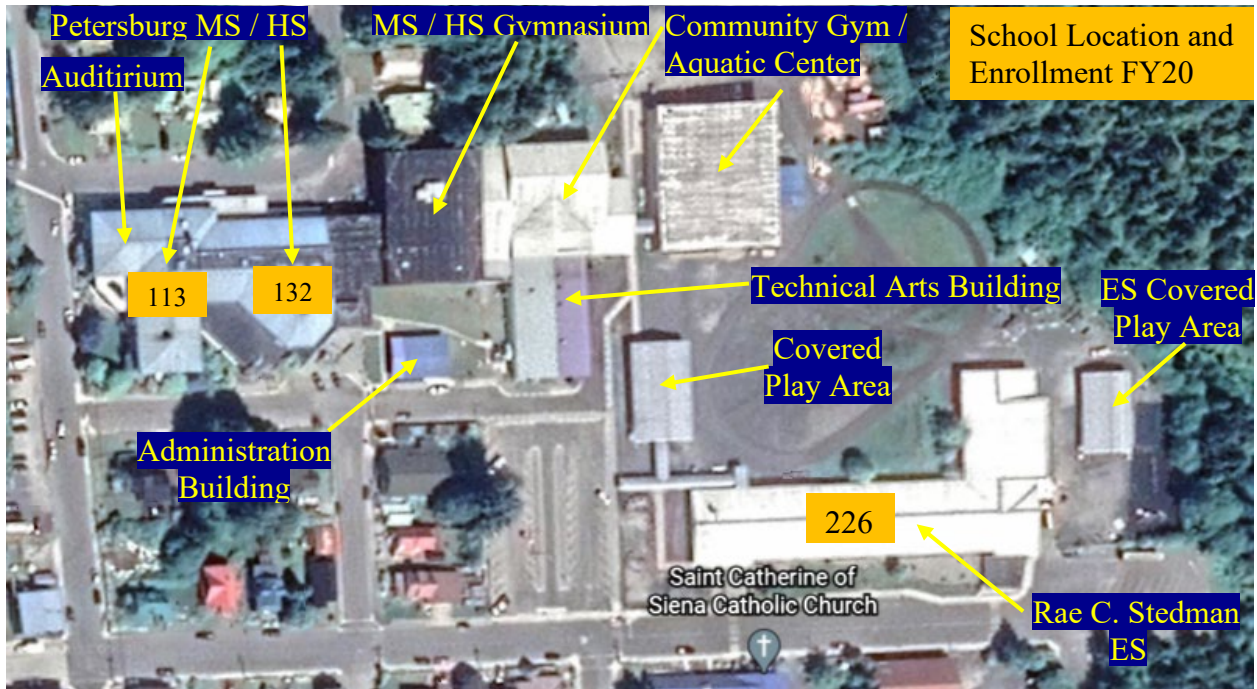 Petersburg MS / HS
MS / HS Gymnasium
Community Gym /
Aquatic Center
School Location and
Enrollment FY20
Auditirium
113
132
Technical Arts Building
ES Covered
Play Area
Covered
Play Area
Administration
Building
226
Saint Catherine of
Siena Catholic Church
Rae C. Stedman
ES